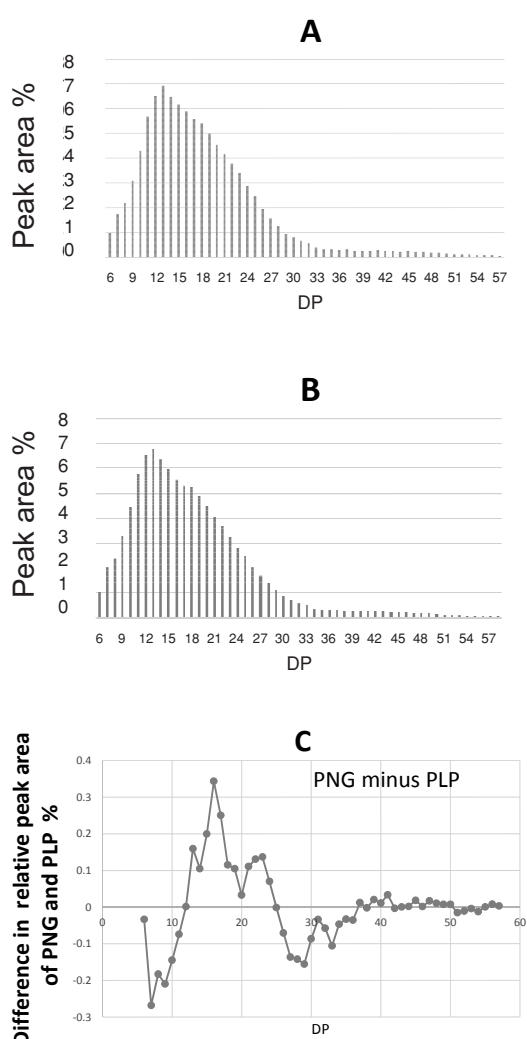 A
Peak area %
8
7
6
5
4
3
2
1
0
6 9 12 15 18 21 24 27 30 33 36 39 42 45 48 51 54 57
DP
B
Peak area %
8
7
6
5
4
3
2
1
0
6 9 12 15 18 21 24 27 30 33 36 39 42 45 48 51 54 57
DP
C
Difference in relative peak area
of PNG and PLP %
PNG minus PLP
0.4
0.3
0.2
0.1
0
-0.1
-0.2
-0.3
0 10 20 30 40 50 60
DP